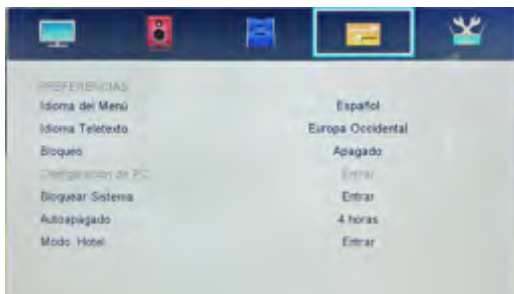 PREFERENCIAS
Idioma del Menú Español
Idioma Teletexto Europa Occidental
Bloqueo Apagado
Configuración de PC Entrar
Bloquear Sistema Entrar
Autoapagado 4 horas
Modo Hotel Entrar